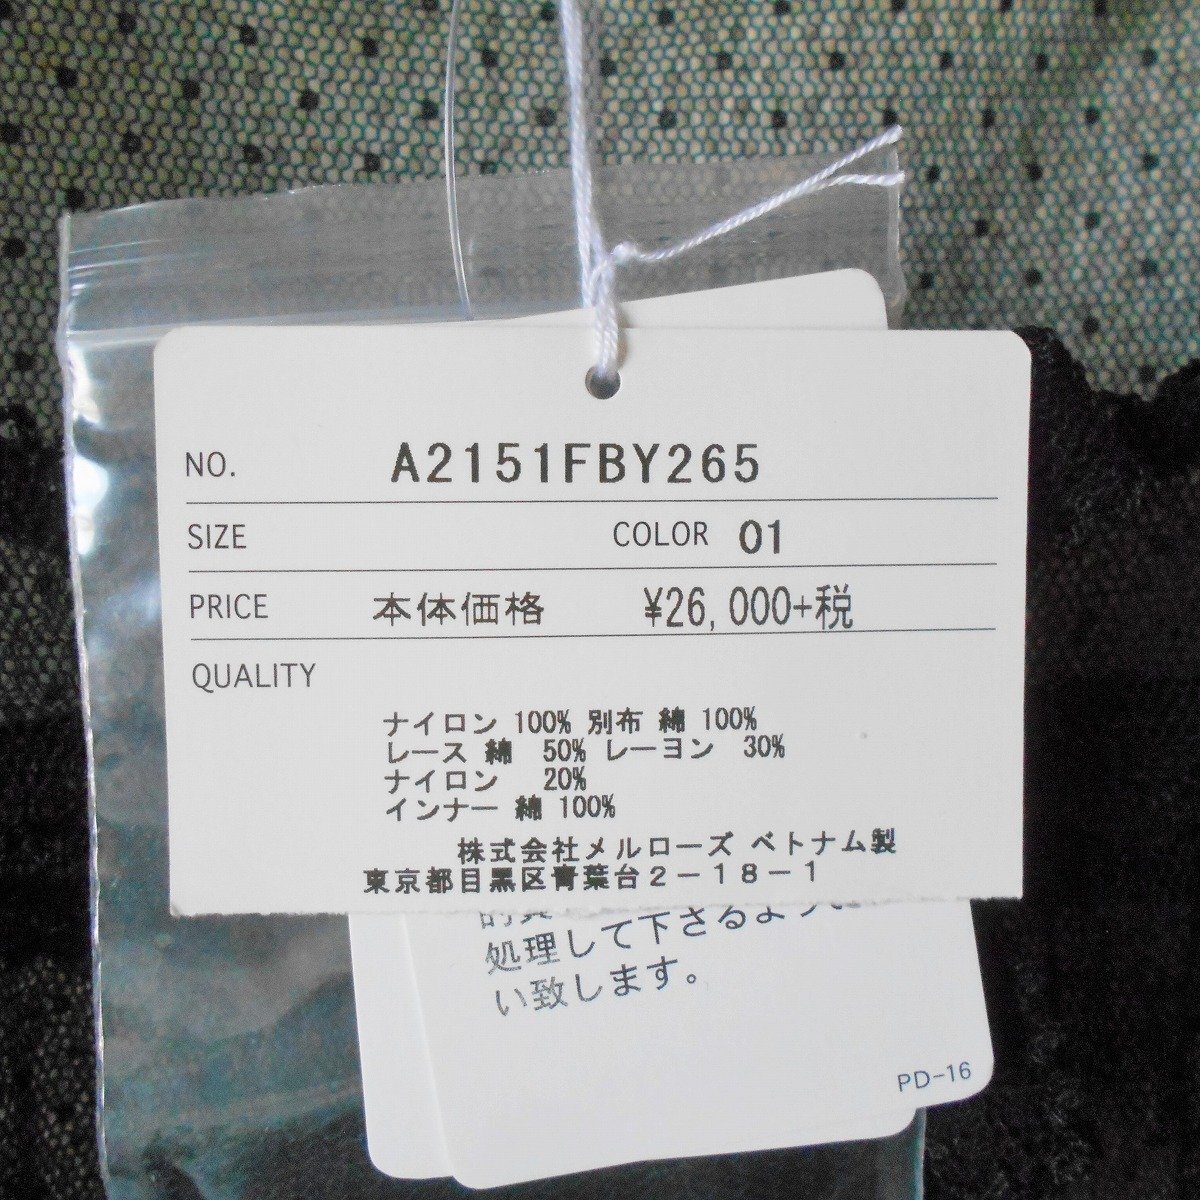 NO. A2151FBY265
SIZE COLOR 01
PRICE 本体価格 ¥26,000+税
QUALITY
ナイロン 100% 別布 綿 100%
レース 綿 50% レーヨン 30%
ナイロン 20%
インナー 綿 100%
株式会社メルローズ ベトナム製
東京都目黒区青葉台2-18-1
処理して下さるよう
い致します。
PD-16